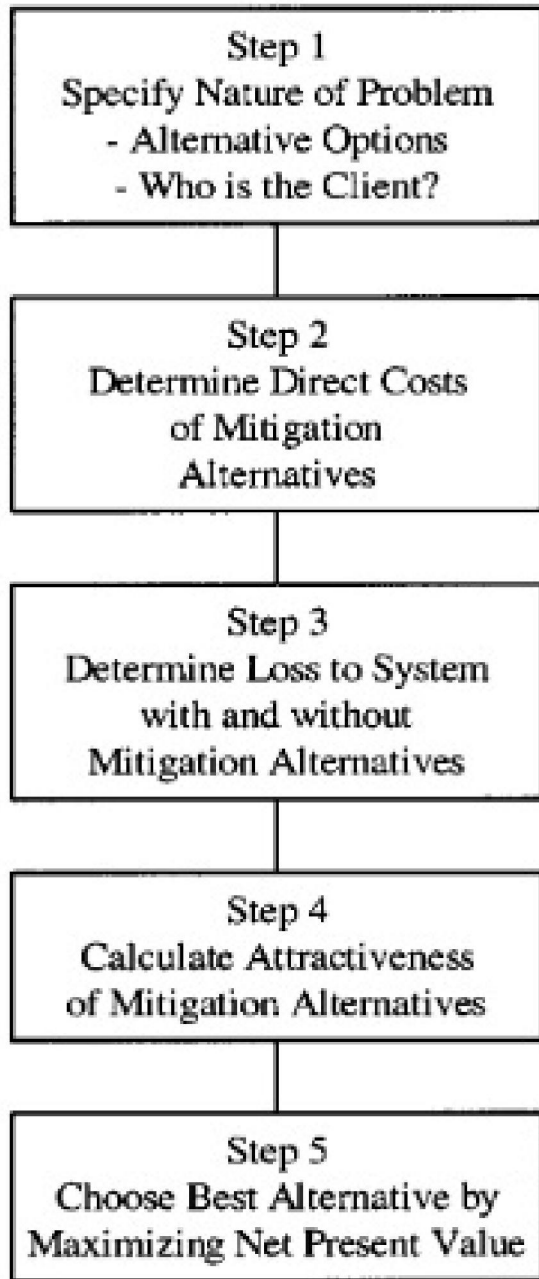 Step 1
Specify Nature of Problem
- Alternative Options
- Who is the Client?
Step 2
Determine Direct Costs
of Mitigation
Alternatives
Step 3
Determine Loss to System
with and without
Mitigation Alternatives
Step 4
Calculate Attractiveness
of Mitigation Alternatives
Step 5
Choose Best Alternative by
Maximizing Net Present Value